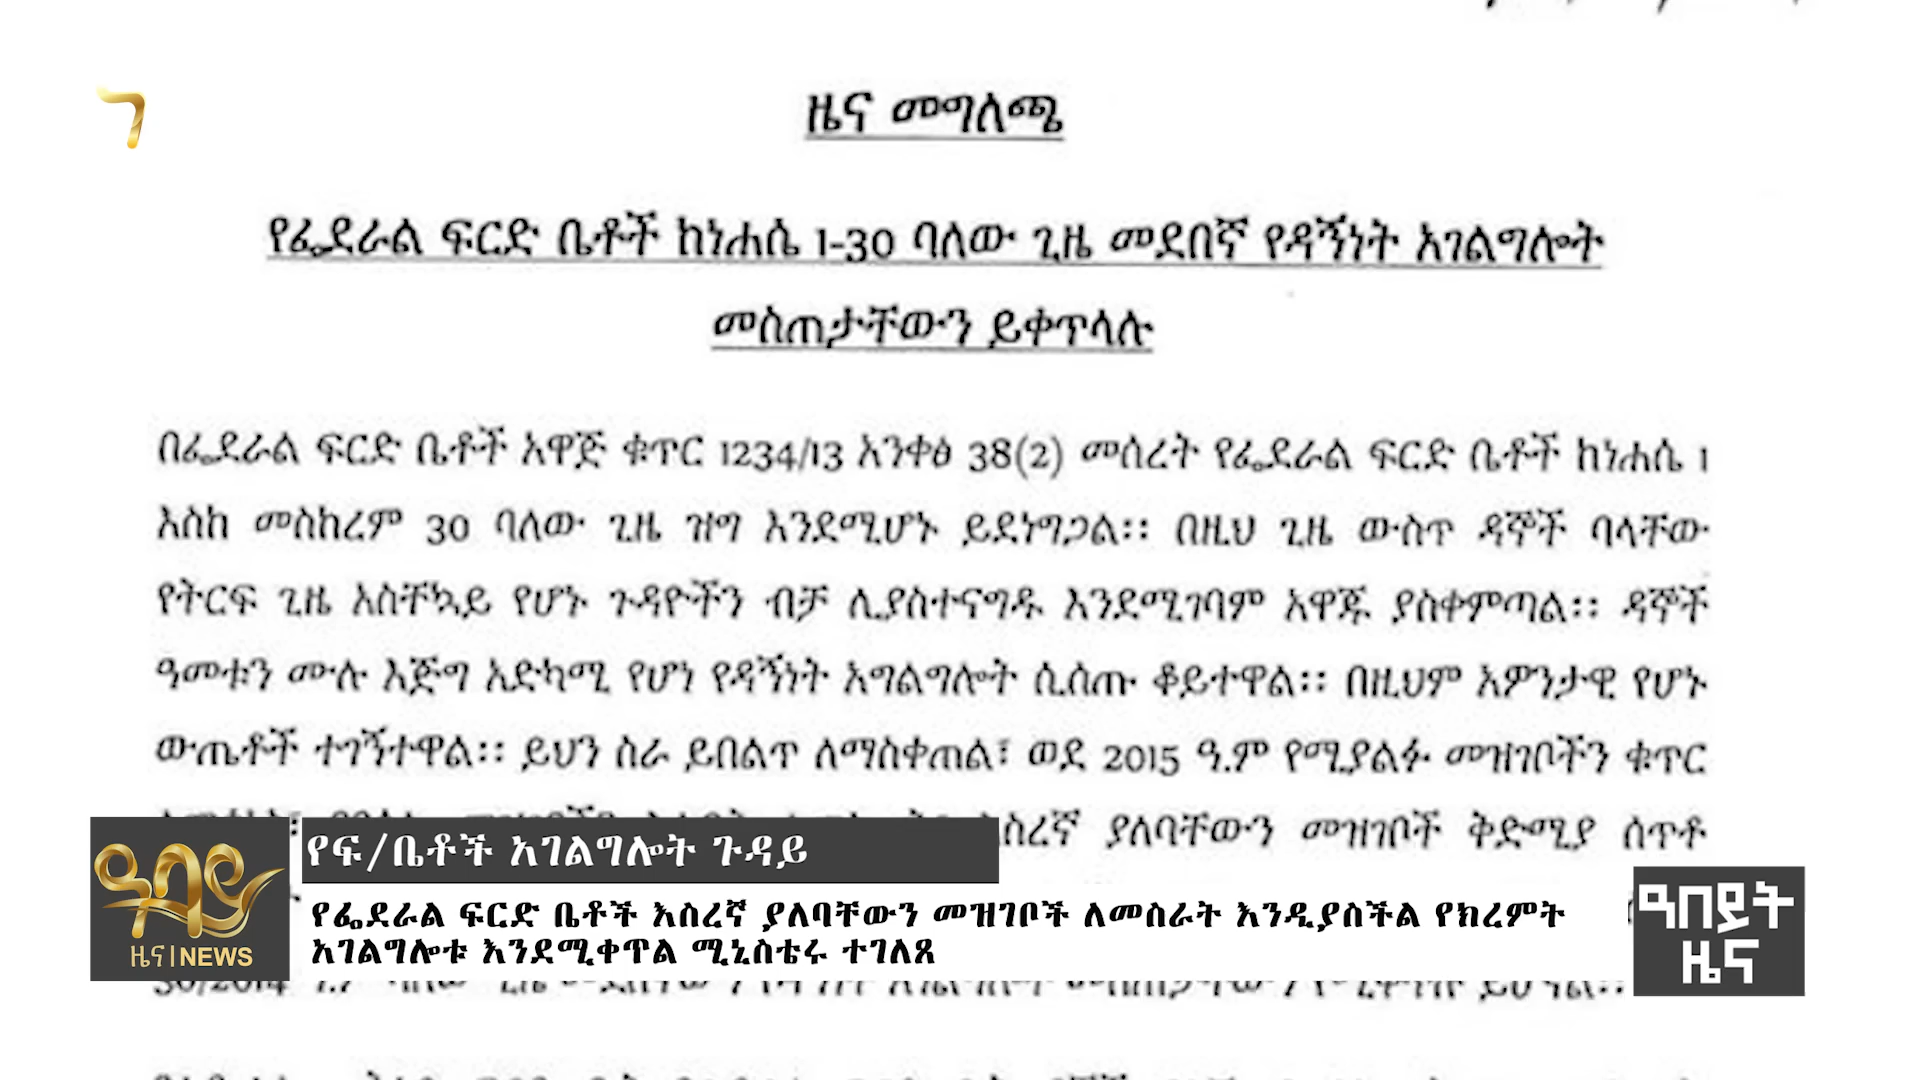 ዜና መግለጫ
የፌደራል ፍርድ ቤቶች ከነሐሴ 1-30 ባለው ጊዜ መደበኛ የዳኝነት አገልግሎት
መስጠታቸውን ይቀጥላሉ
በፌደራል ፍርድ ቤቶች አዋጅ ቁጥር 1234/13 አንቀፅ 38(2) መሰረት የፌደራል ፍርድ ቤቶች ከነሐሴ 1
እስከ መስከረም 30 ባለው ጊዜ ዝግ እንደሚሆኑ ይደነግጋል፡፡ በዚህ ጊዜ ውስጥ ዳኞች ባላቸው
የትርፍ ጊዜ አስቸኳይ የሆኑ ጉዳዮችን ብቻ ሊያስተናግዱ እንደሚገባም አዋጁ ያስቀምጣል፡፡ ዳኞች
ዓመቱን ሙሉ እጅግ አድካሚ የሆነ የዳኝነት አግልግሎት ሲሰጡ ቆይተዋል፡፡ በዚህም አዎንታዊ የሆኑ
ውጤቶች ተገኝተዋል፡፡ ይህን ስራ ይበልጥ ለማስቀጠል፣ ወደ 2015 ዓ.ም የሚያልፉ መዝገቦችን ቁጥር
ያለባቸውን መዝገቦች ቅድሚያ ሰጥቶ
የፍ/ቤቶች አገልግሎት ጉዳይ
የፌደራል ፍርድ ቤቶች እስረኛ ያለባቸውን መዝገቦች ለመስራት እንዲያስችል የክረምት
አገልግሎቱ እንደሚቀጥል ሚኒስቴሩ ተገለጸ
ዓባይ
ዜና|NEWS
ዓበይት
ዜና